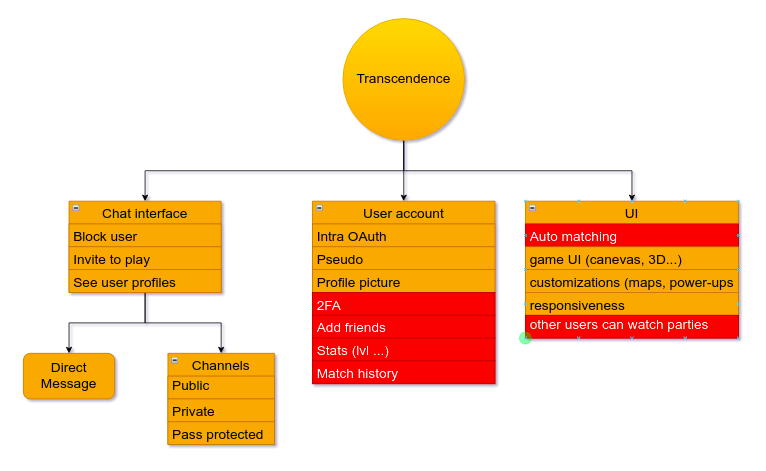 Transcendence
Chat interface
Block user
Invite to play
See user profiles
User account
Intra OAuth
Pseudo
Profile picture
2FA
Add friends
Stats (lvl ...)
Match history
UI
Auto matching
game UI (canevas, 3D...)
customizations (maps, power-ups
responsiveness
other users can watch parties
Direct
Message
Channels
Public
Private
Pass protected